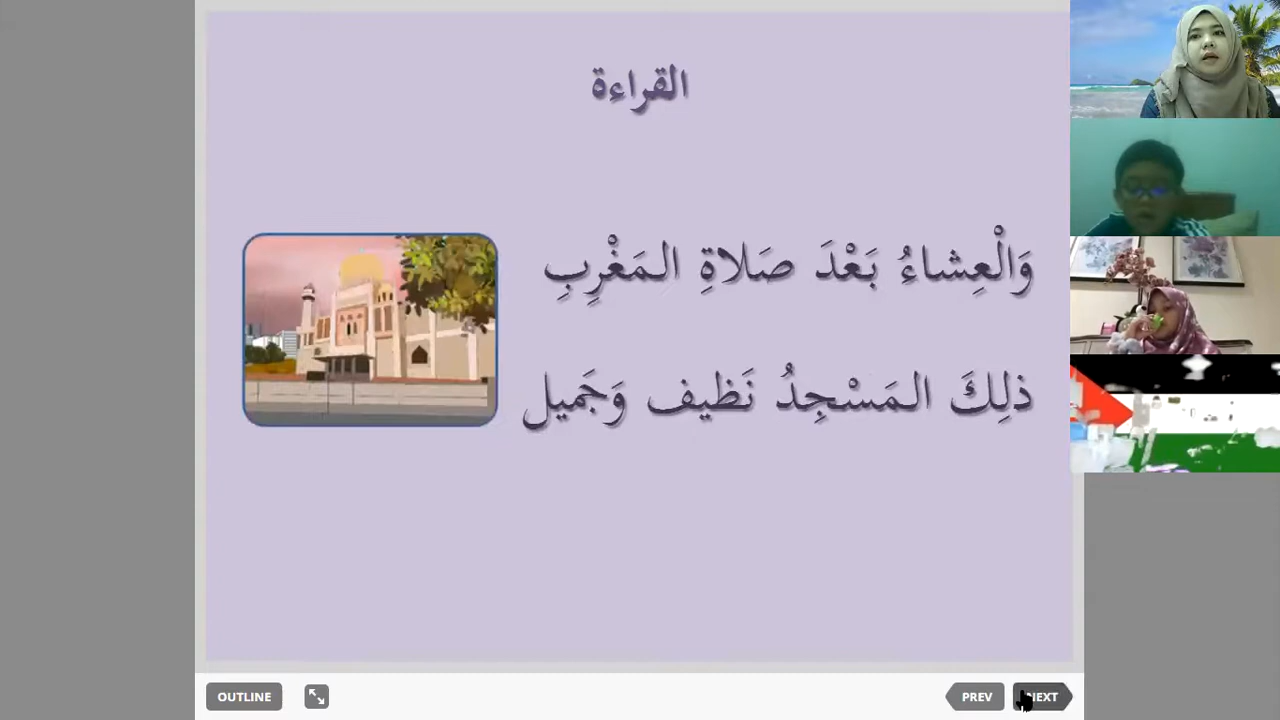 القراءة
وَالْعِشاءُ بَعْدَ صَلاةِ المَغْرِبِ
ذلِكَ المَسْجِدُ نَظيف وَجَميل
OUTLINE
PREV
NEXT